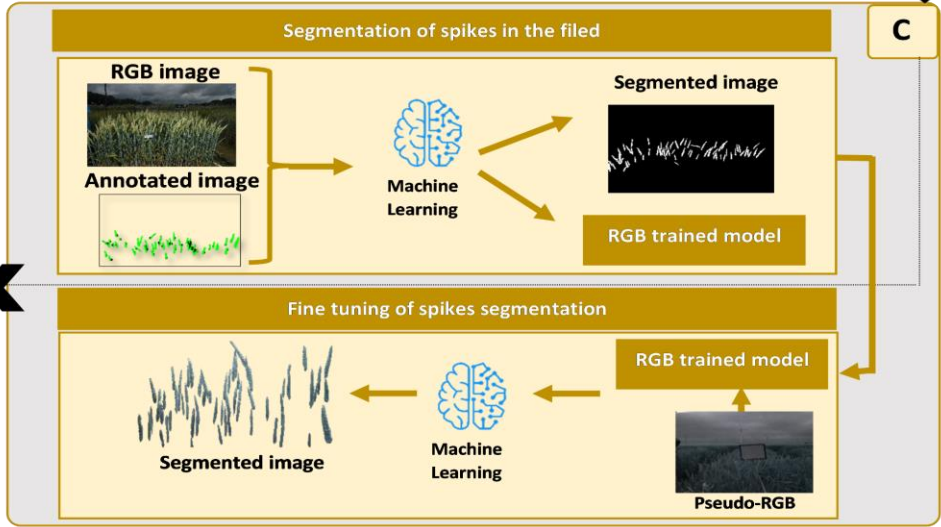 Segmentation of spikes in the filed
C
RGB image
Annotated image
Machine
Learning
Segmented image
RGB trained model
Fine tuning of spikes segmentation
Segmented image
Machine
Learning
RGB trained model
Pseudo-RGB